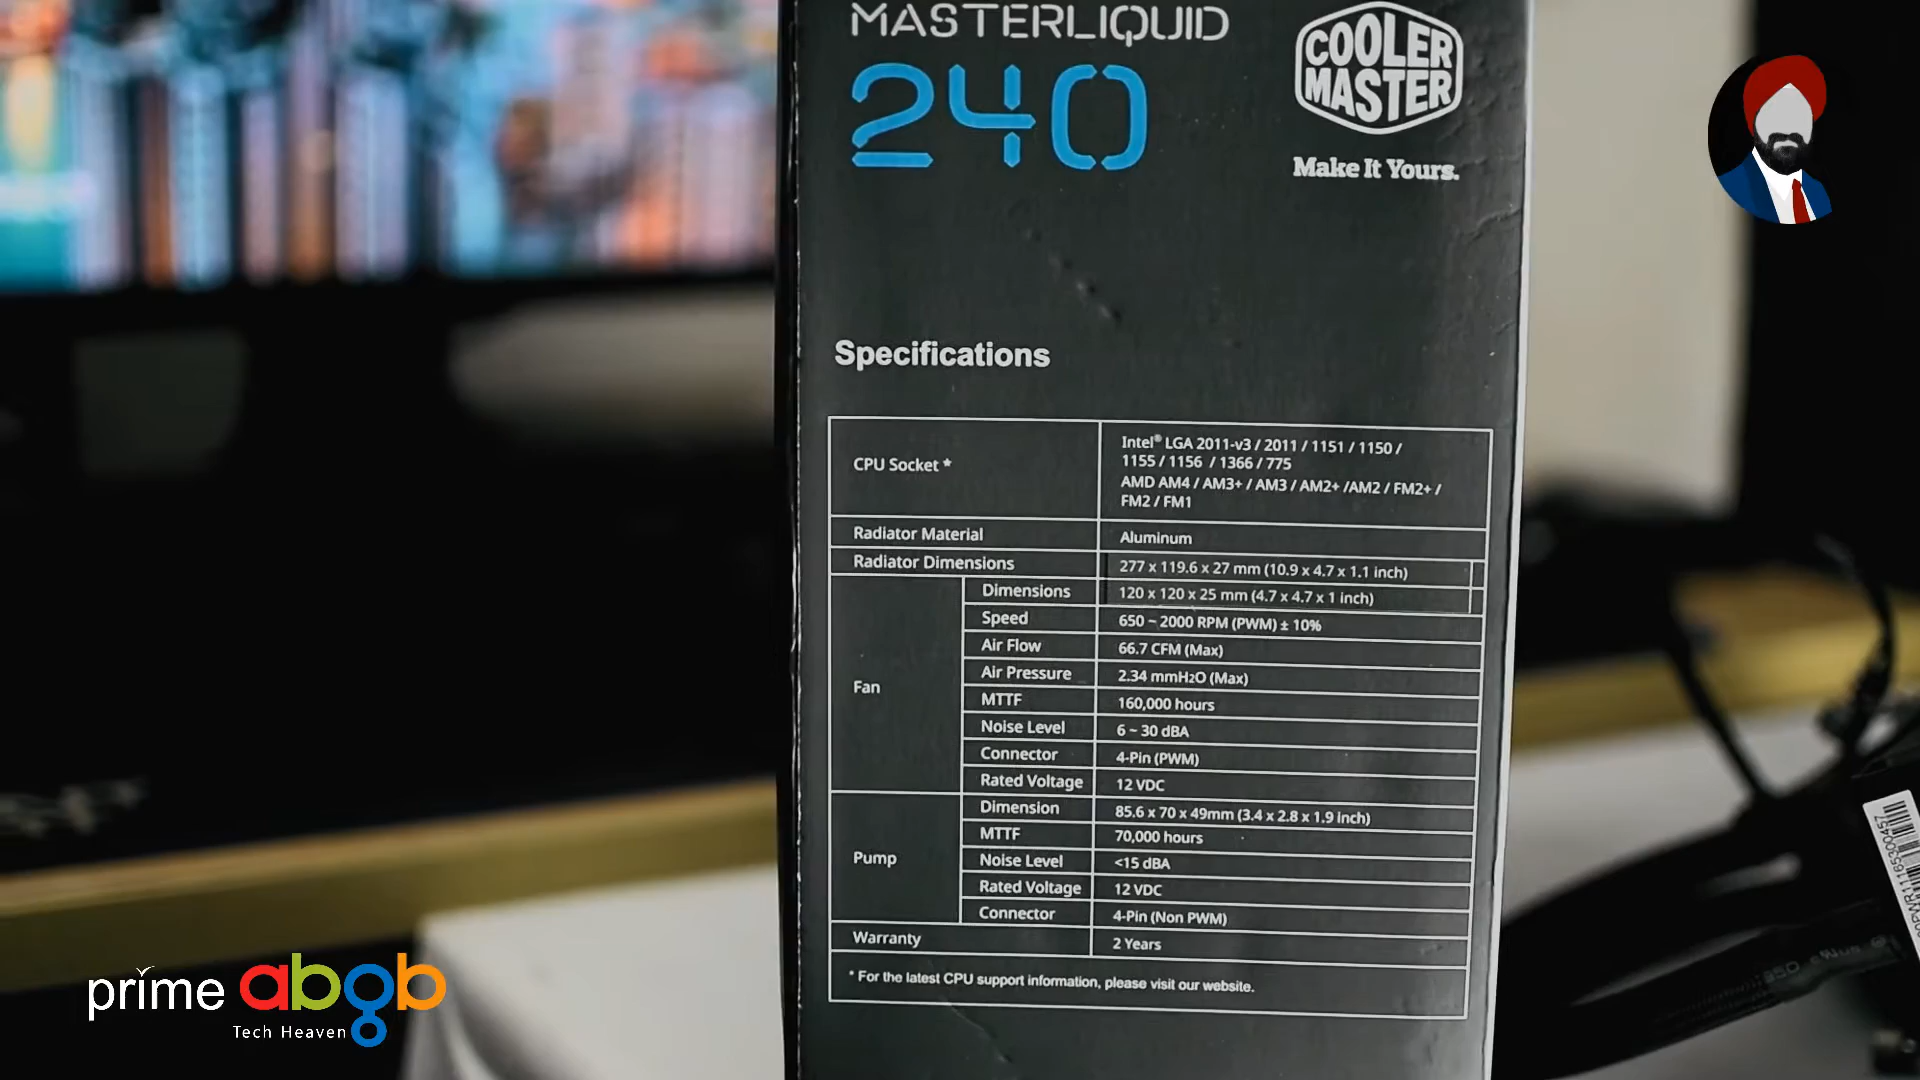 MASTERLIQUID
240
COOLER
MASTER
Make It Yours.
Specifications
CPU Socket *
Intel® LGA 2011-v3 / 2011 / 1151 / 1150 /
1155 / 1156 / 1366 / 775
AMD AM4 / AM3+ / AM3 / AM2+ /AM2 / FM2+ /
FM2 / FM1
Radiator Material
Aluminum
Radiator Dimensions
277 x 119.6 x 27 mm (10.9 x 4.7 x 1.1 inch)
Fan
Dimensions
120 x 120 x 25 mm (4.7 x 4.7 x 1 inch)
Speed
650 ~ 2000 RPM (PWM) ± 10%
Air Flow
66.7 CFM (Max)
Air Pressure
2.34 mmH2O (Max)
MTTF
160,000 hours
Noise Level
6 ~ 30 dBA
Connector
4-Pin (PWM)
Rated Voltage
12 VDC
Pump
Dimension
85.6 x 70 x 49mm (3.4 x 2.8 x 1.9 inch)
MTTF
70,000 hours
Noise Level
<15 dBA
Rated Voltage
12 VDC
Connector
4-Pin (Non PWM)
Warranty
2 Years
* For the latest CPU support information, please visit our website.
prime abgb
Tech Heaven